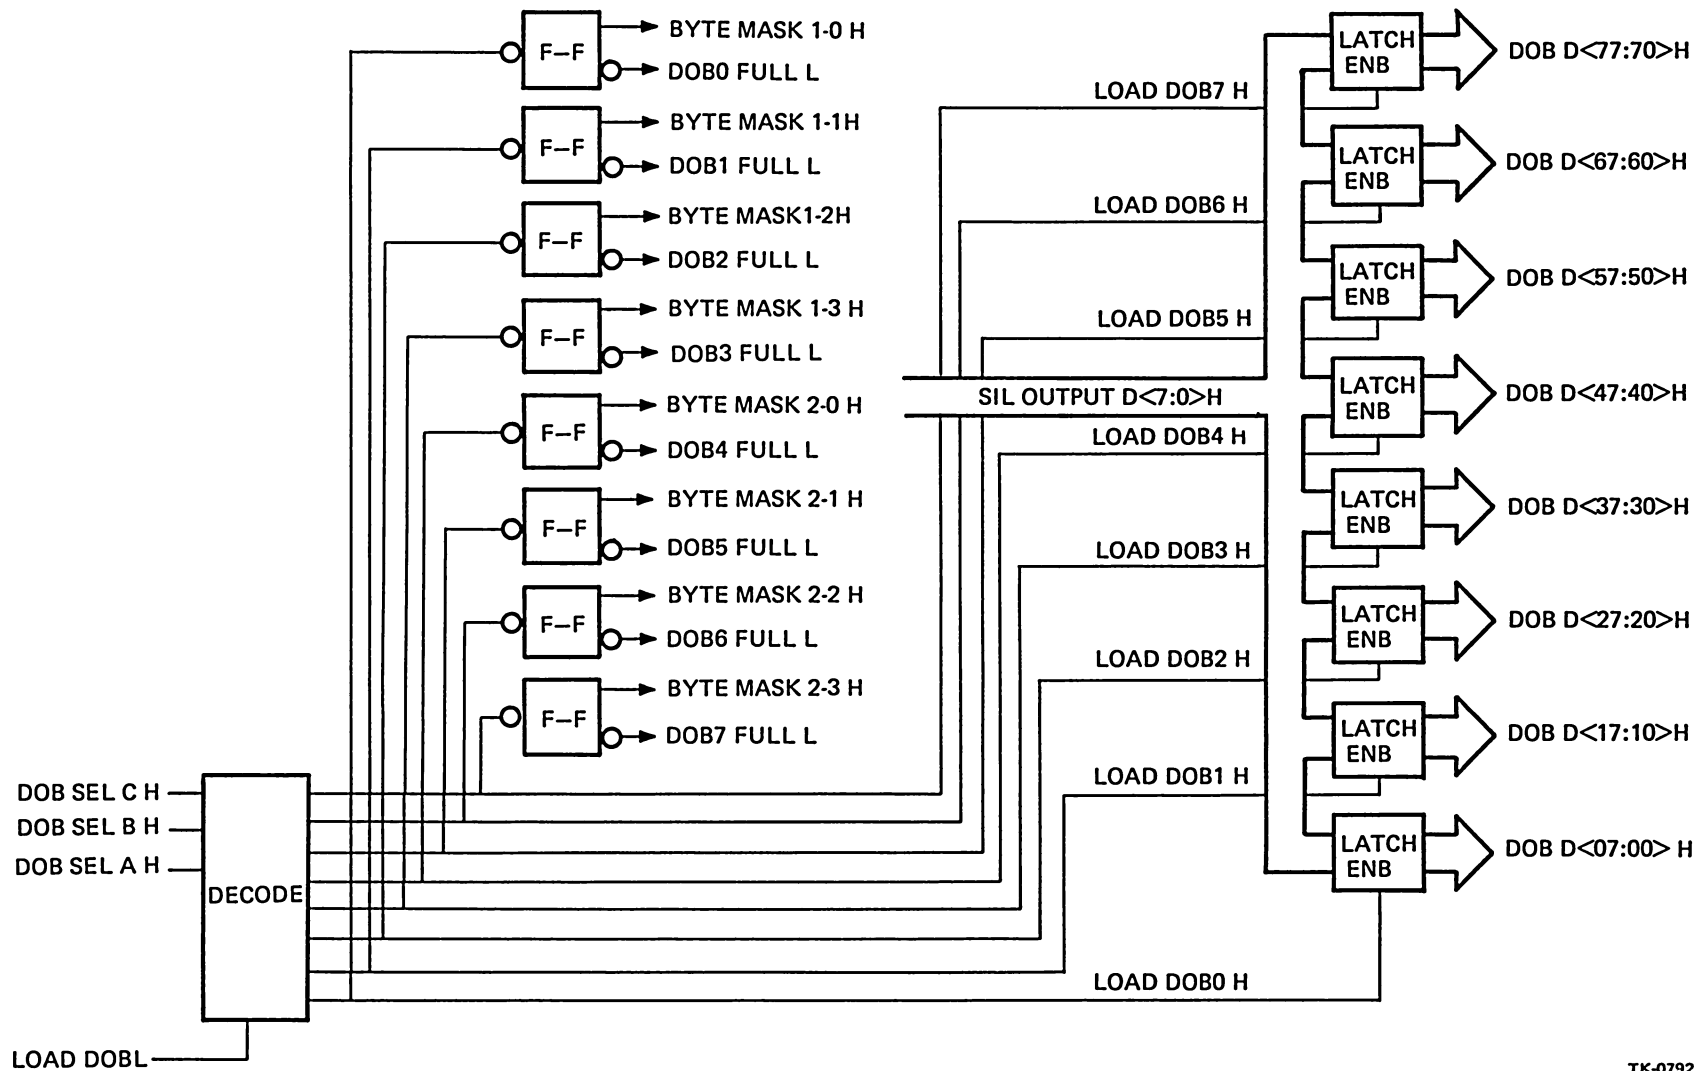 F-F
BYTE MASK 1-0 H
DOB0 FULL L
F-F
BYTE MASK 1-1H
DOB1 FULL L
F-F
BYTE MASK1-2H
DOB2 FULL L
F-F
BYTE MASK 1-3 H
DOB3 FULL L
F-F
BYTE MASK 2-0 H
DOB4 FULL L
F-F
BYTE MASK 2-1 H
DOB5 FULL L
F-F
BYTE MASK 2-2 H
DOB6 FULL L
F-F
BYTE MASK 2-3 H
DOB7 FULL L
DOB SEL C H
DOB SEL B H
DOB SEL A H
DECODE
LOAD DOBL
LOAD DOB7 H
LOAD DOB6 H
LOAD DOB5 H
SIL OUTPUT D<7:0>H
LOAD DOB4 H
LOAD DOB3 H
LOAD DOB2 H
LOAD DOB1 H
LOAD DOB0 H
LATCH
ENB
DOB D<77:70>H
LATCH
ENB
DOB D<67:60>H
LATCH
ENB
DOB D<57:50>H
LATCH
ENB
DOB D<47:40>H
LATCH
ENB
DOB D<37:30>H
LATCH
ENB
DOB D<27:20>H
LATCH
ENB
DOB D<17:10>H
LATCH
ENB
DOB D<07:00> H
TK-0792